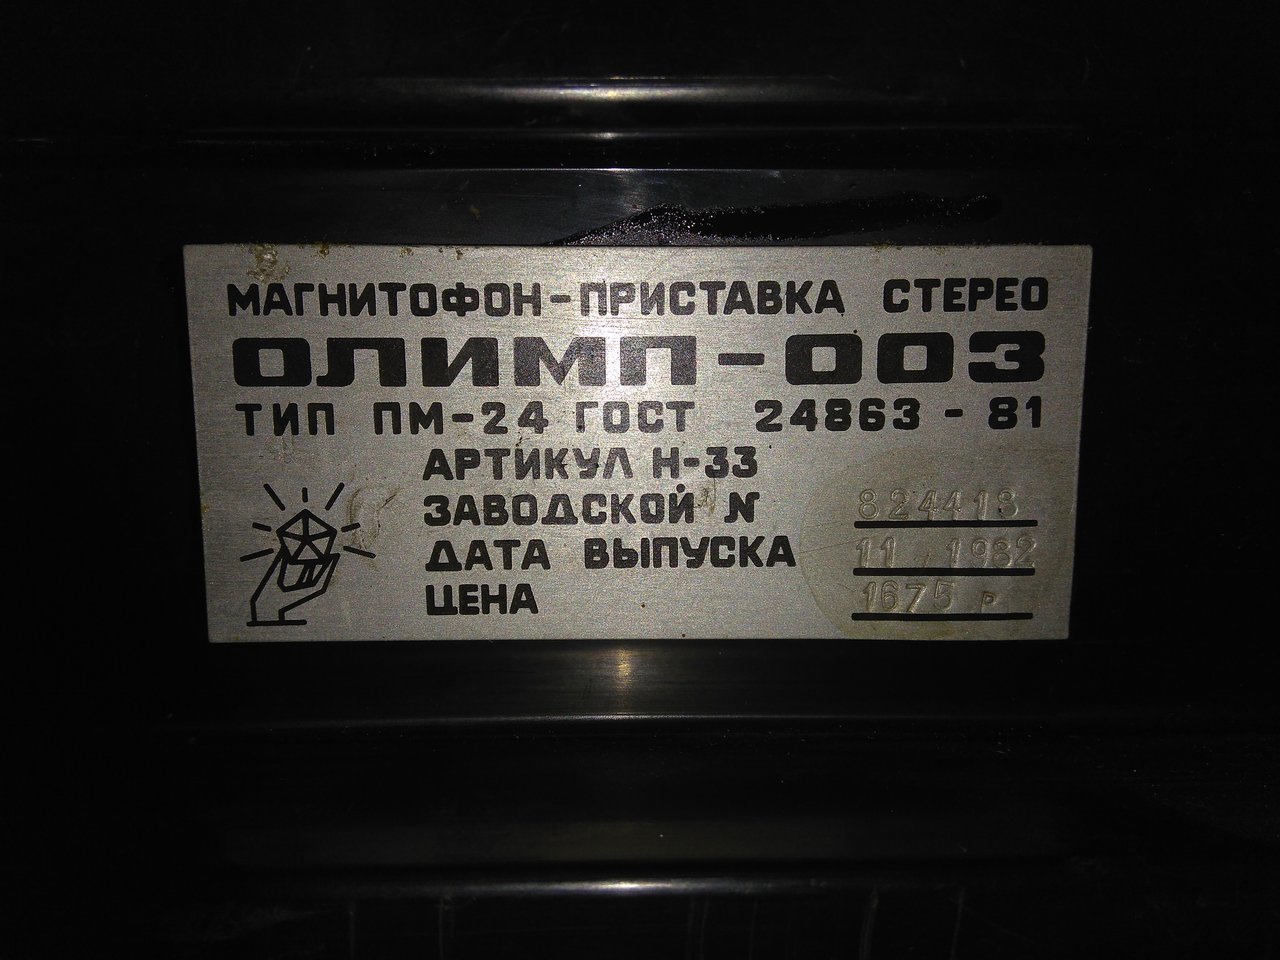 МАГНИТОФОН-ПРИСТАВКА СТЕРЕО
ОЛИМП-003
ТИП ПМ-24 ГОСТ 24863-81
АРТИКУЛ Н-33
ЗАВОДСКОЙ N 824418
ДАТА ВЫПУСКА 11 1982
ЦЕНА 1675 р